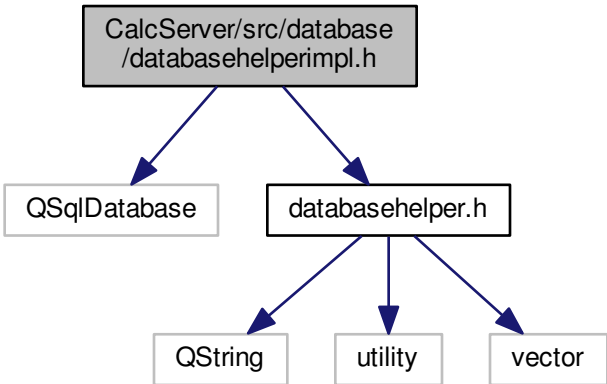 CalcServer/src/database
/databasehelperimpl.h
QSqlDatabase
databasehelper.h
QString
utility
vector